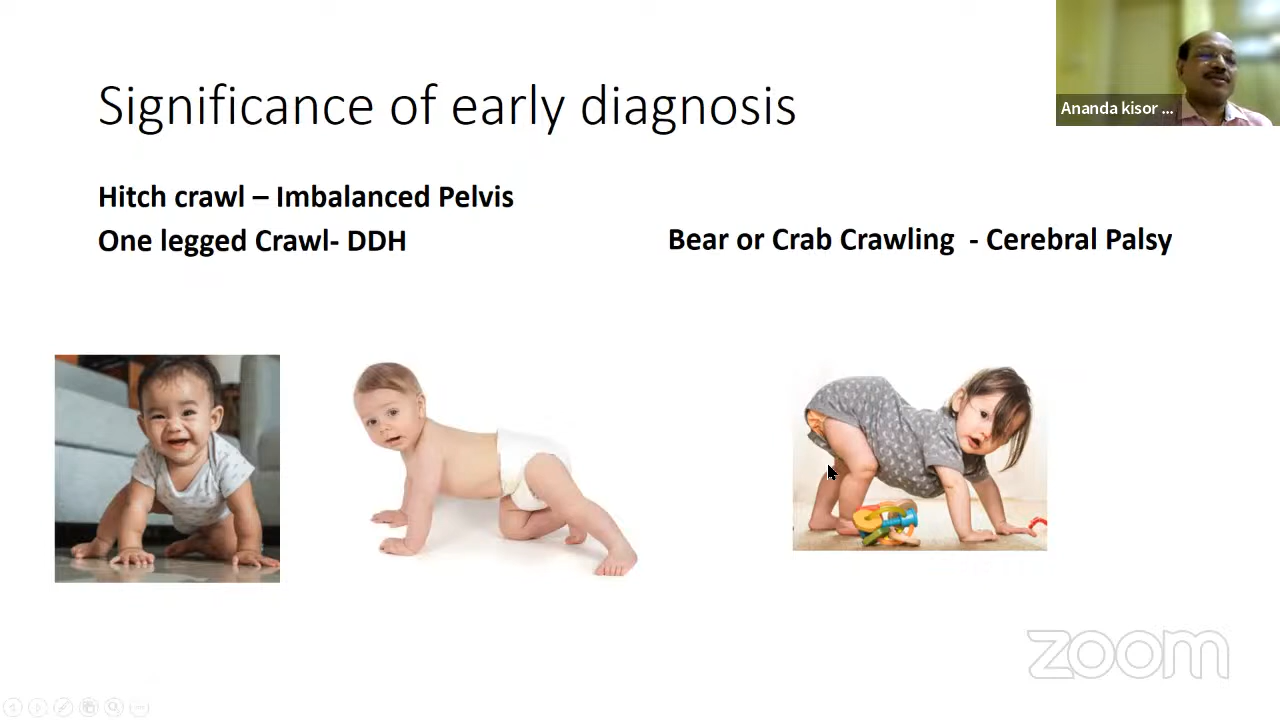 Significance of early diagnosis
Ananda kisor ...
Hitch crawl – Imbalanced Pelvis
One legged Crawl- DDH
Bear or Crab Crawling - Cerebral Palsy
zoom